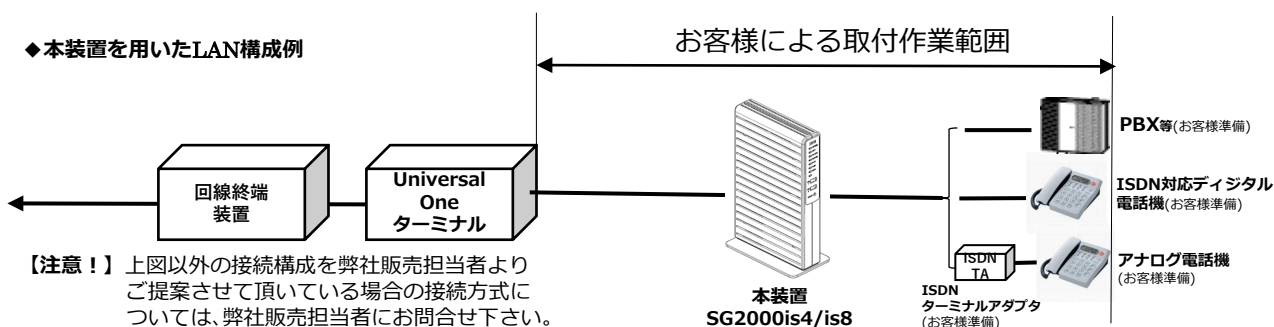 お客様による取付作業範囲
◆本装置を用いたLAN構成例
回線終端
装置
Universal
One
ターミナル
PBX等(お客様準備)
ISDN対応ディジタル
電話機(お客様準備)
ISDN
TA
アナログ電話機
(お客様準備)
ISDN
ターミナルアダプタ
(お客様準備)
本装置
SG2000is4/is8
【注意！】上図以外の接続構成を弊社販売担当者より
ご提案させて頂いている場合の接続方式に
ついては、弊社販売担当者にお問合せ下さい。